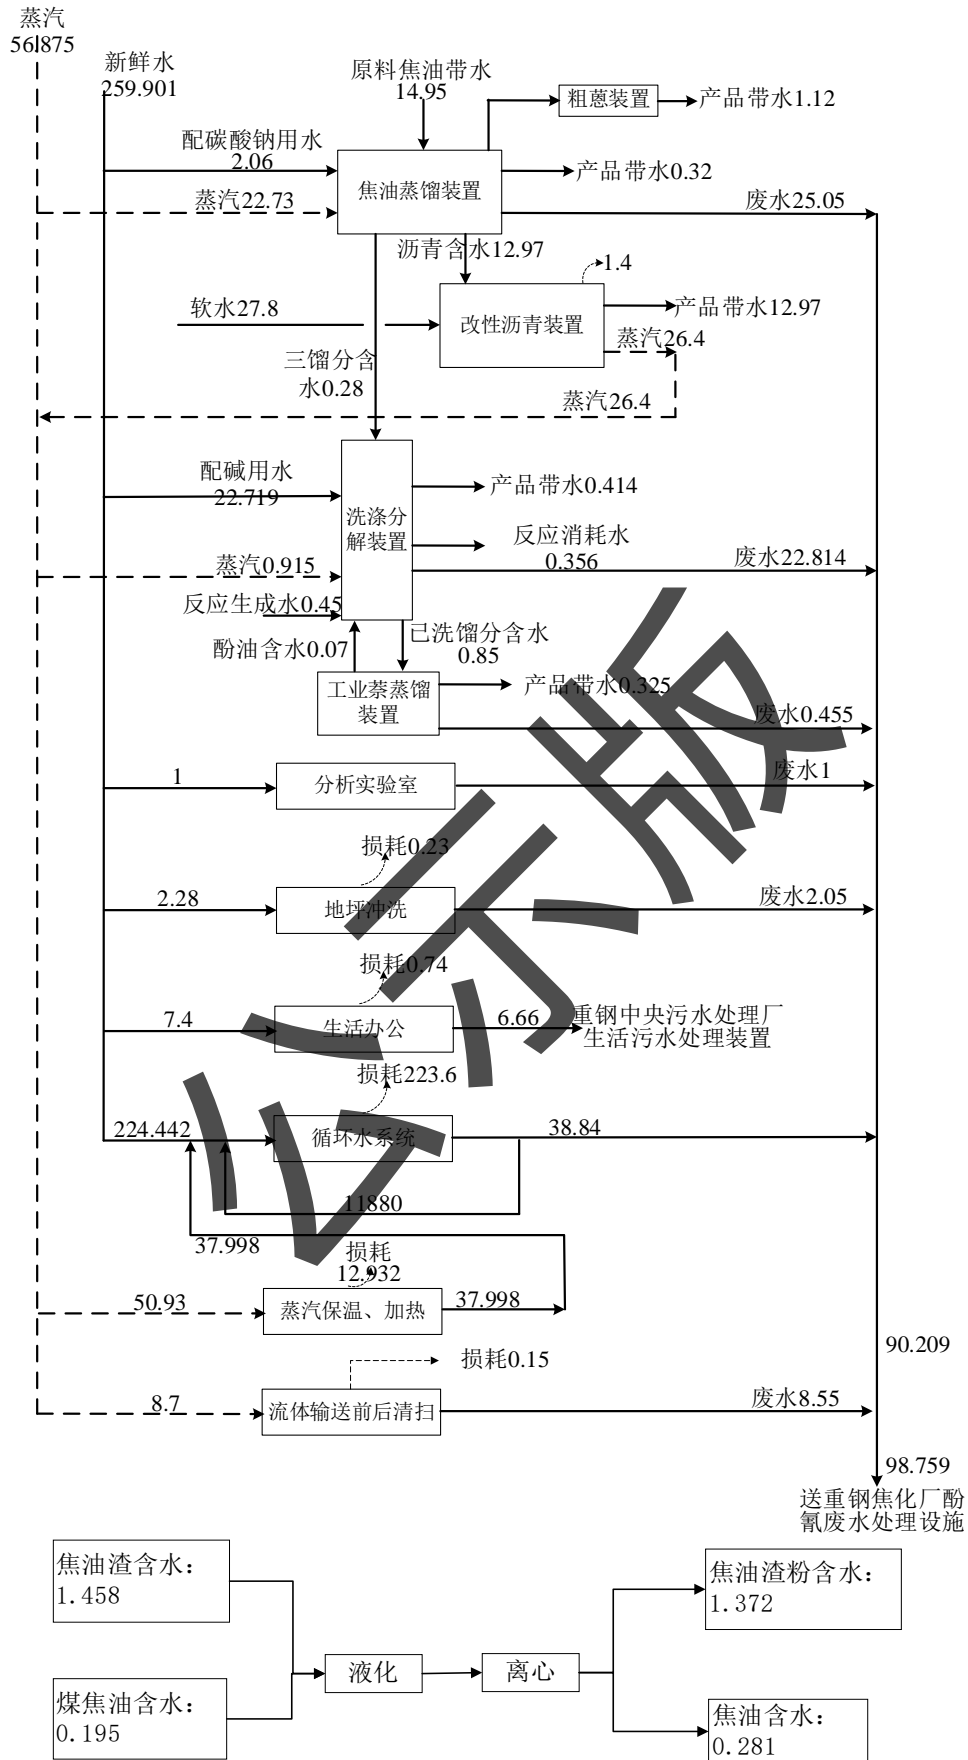 蒸汽
56.875
新鲜水
259.901
原料焦油带水
14.95
粗蒽装置
产品带水1.12
配碳酸钠用水
2.06
焦油蒸馏装置
产品带水0.32
蒸汽22.73
废水25.05
沥青含水12.97
1.4
软水27.8
改性沥青装置
产品带水12.97
蒸汽26.4
三馏分含
水0.28
蒸汽26.4
配碱用水
22.719
洗涤分
解装置
产品带水0.414
反应消耗水
0.356
废水22.814
蒸汽0.915
反应生成水0.45
酚油含水0.07
已洗馏分含水
0.85
工业萘蒸馏
装置
产品带水0.325
废水0.455
1
分析实验室
废水1
损耗0.23
2.28
地坪冲洗
废水2.05
损耗0.74
7.4
生活办公
6.66
重钢中央污水处理厂
生活污水处理装置
损耗223.6
224.442
循环水系统
38.84
11880
37.998
损耗
12.932
50.93
蒸汽保温、加热
37.998
90.209
损耗0.15
8.7
流体输送前后清扫
废水8.55
98.759
送重钢焦化厂酚
氰废水处理设施
焦油渣含水：
1.458
焦油渣粉含水：
1.372
液化
离心
煤焦油含水：
0.195
焦油含水：
0.281
公示版